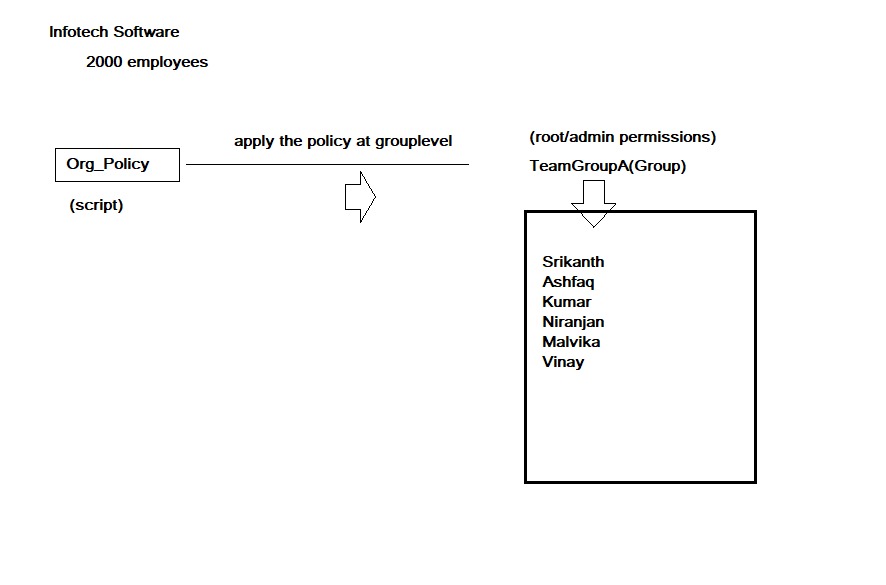 Infotech Software
2000 employees
apply the policy at grouplevel
(root/admin permissions)
Org_Policy
TeamGroupA(Group)
(script)
Srikanth
Ashfaq
Kumar
Niranjan
Malvika
Vinay